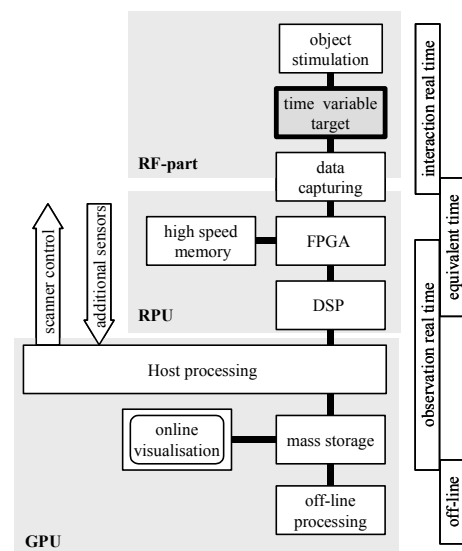 object
stimulation
time variable
target
RF-part
data
capturing
high speed
memory
FPGA
RPU
DSP
scanner control
additional sensors
Host processing
online
visualisation
mass storage
off-line
processing
GPU
interaction real time
equivalent time
observation real time
off-line